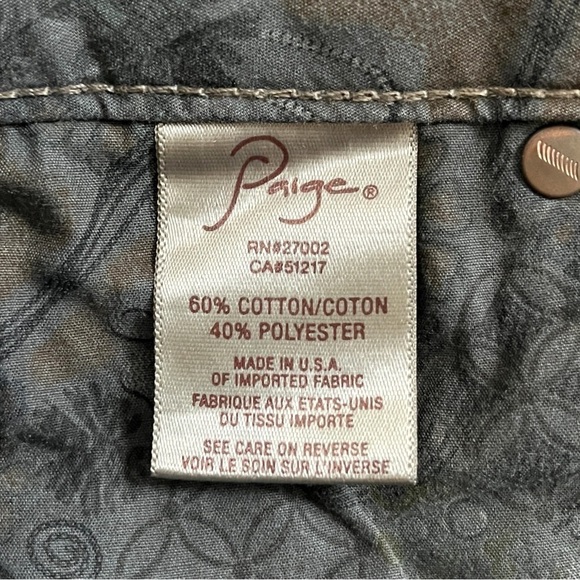 Paige®
RN#27002
CA#51217
60% COTTON/COTON
40% POLYESTER
MADE IN U.S.A.
OF IMPORTED FABRIC
FABRIQUE AUX ETATS-UNIS
DU TISSU IMPORTE
SEE CARE ON REVERSE
VOIR LE SOIN SUR L'INVERSE